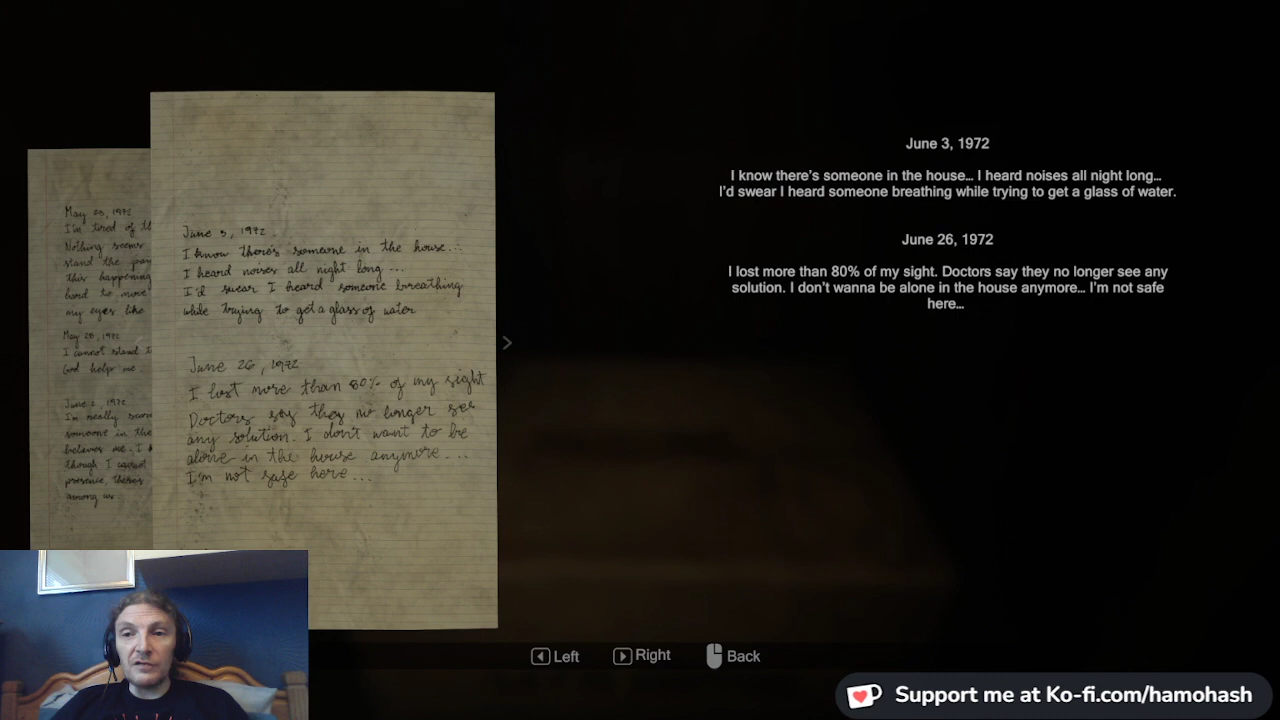 May 23, 1972
I'm tired of th
Nothing seems
stand the pay
this happening
hard to move
my eyes like
May 28, 1972
I cannot stand t
God help me.
June 2, 1972
I'm really scare
someone in the
believes me. I
though I cannot
presence, there's
among us
June 3, 1972
I know there's someone in the house...
I heard noises all night long ...
I'd swear I heard someone breathing
while trying to get a glass of water
June 26, 1972
I lost more than 80% of my sight
Doctors say they no longer see
any solution. I don't want to be
alone in the house anymore ...
I'm not safe here ...
June 3, 1972
I know there's someone in the house... I heard noises all night long...
I'd swear I heard someone breathing while trying to get a glass of water.
June 26, 1972
I lost more than 80% of my sight. Doctors say they no longer see any
solution. I don't wanna be alone in the house anymore... I'm not safe
here...
Left
Right
Back
Support me at Ko-fi.com/hamohash